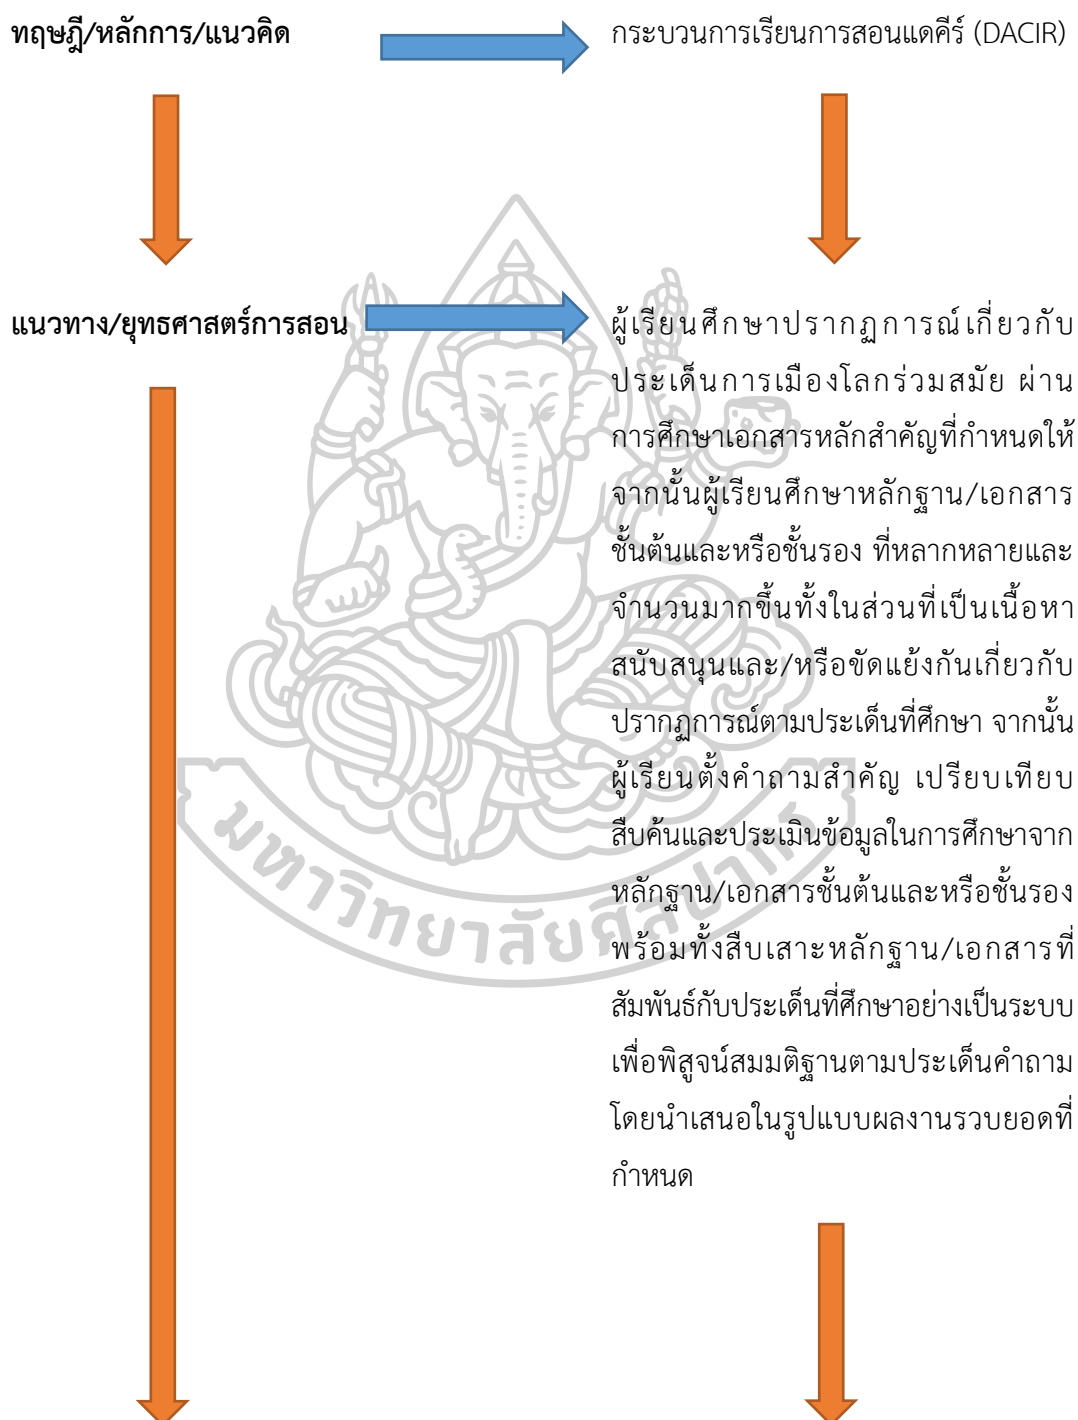 ทฤษฎี/หลักการ/แนวคิด
กระบวนการเรียนการสอนแดคีร์ (DACIR)
แนวทาง/ยุทธศาสตร์การสอน
ผู้เรียนศึกษาปรากฏการณ์เกี่ยวกับ
ประเด็นการเมืองโลกร่วมสมัย ผ่าน
การศึกษาเอกสารหลักสำคัญที่กำหนดให้
จากนั้นผู้เรียนศึกษาหลักฐาน/เอกสาร
ชั้นต้นและหรือชั้นรอง ที่หลากหลายและ
จำนวนมากขึ้นทั้งในส่วนที่เป็นเนื้อหา
สนับสนุนและ/หรือขัดแย้งกันเกี่ยวกับ
ปรากฏการณ์ตามประเด็นที่ศึกษา จากนั้น
ผู้เรียนตั้งคำถามสำคัญ เปรียบเทียบ
สืบค้นและประเมินข้อมูลในการศึกษาจาก
หลักฐาน/เอกสารชั้นต้นและหรือชั้นรอง
พร้อมทั้งสืบเสาะหลักฐาน/เอกสารที่
สัมพันธ์กับประเด็นที่ศึกษาอย่างเป็นระบบ
เพื่อพิสูจน์สมมติฐานตามประเด็นคำถาม
โดยนำเสนอในรูปแบบผลงานรวบยอดที่
กำหนด
มหาวิทยาลัยศิลปากร